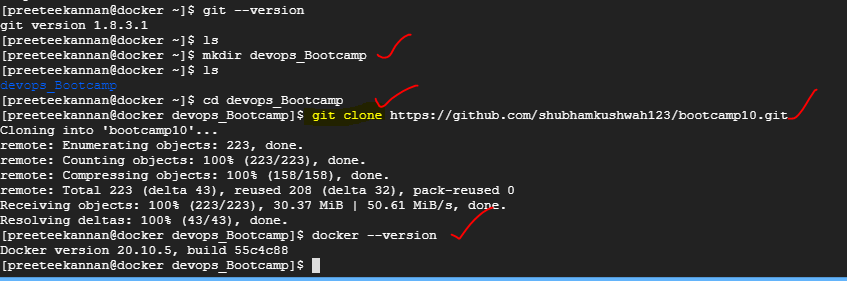 [preeteekannan@docker ~]$ git --version
git version 1.8.3.1
[preeteekannan@docker ~]$ ls
[preeteekannan@docker ~]$ mkdir devops_Bootcamp
[preeteekannan@docker ~]$ ls
devops_Bootcamp
[preeteekannan@docker ~]$ cd devops_Bootcamp
[preeteekannan@docker devops_Bootcamp]$ git clone https://github.com/shubhamkushwah123/bootcamp10.git
Cloning into 'bootcamp10'...
remote: Enumerating objects: 223, done.
remote: Counting objects: 100% (223/223), done.
remote: Compressing objects: 100% (158/158), done.
remote: Total 223 (delta 43), reused 208 (delta 32), pack-reused 0
Receiving objects: 100% (223/223), 30.37 MiB | 50.61 MiB/s, done.
Resolving deltas: 100% (43/43), done.
[preeteekannan@docker devops_Bootcamp]$ docker --version
Docker version 20.10.5, build 55c4c88
[preeteekannan@docker devops_Bootcamp]$